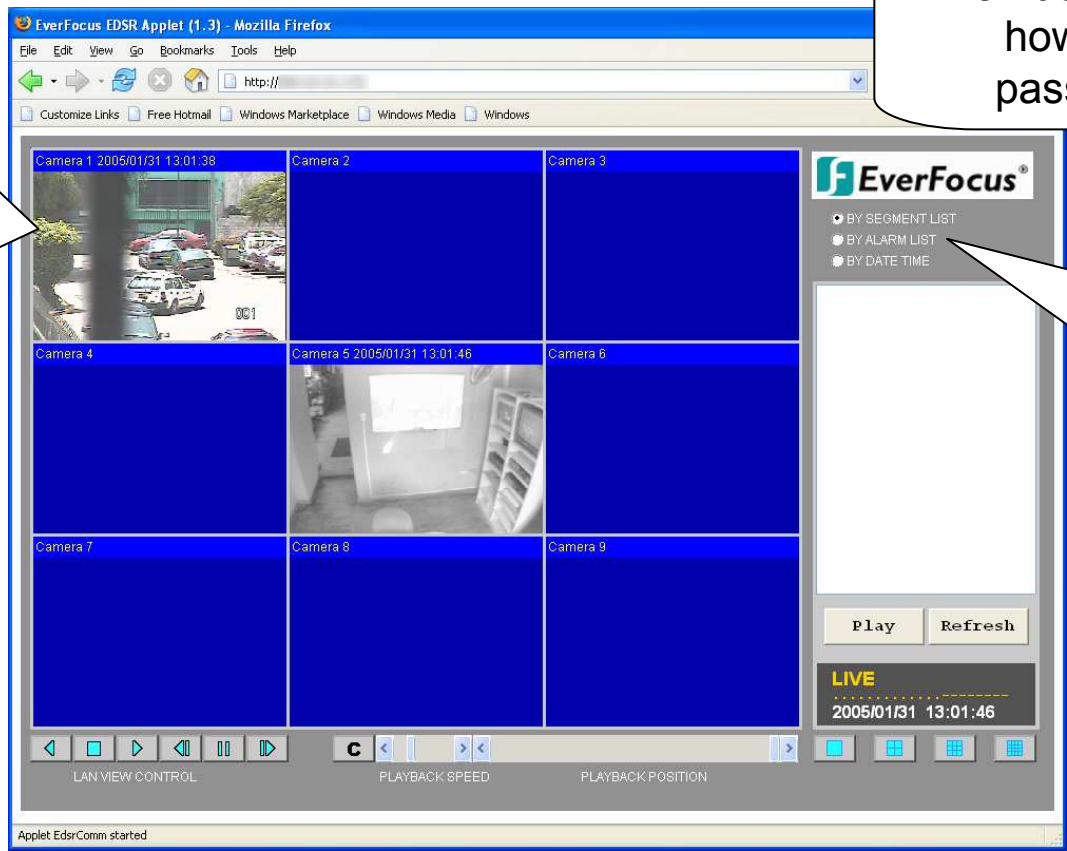 EverFocus EDSR Applet (1.3) - Mozilla Firefox
how
pass
File Edit View Go Bookmarks Tools Help
http://
Customize Links Free Hotmail Windows Marketplace Windows Media Windows
Camera 1 2005/01/31 13:01:38
Camera 2
Camera 3
001
EverFocus®
BY SEGMENT LIST
BY ALARM LIST
BY DATE TIME
Camera 4
Camera 5 2005/01/31 13:01:46
Camera 6
Camera 7
Camera 8
Camera 9
Play Refresh
LIVE
2005/01/31 13:01:46
C
LAN VIEW CONTROL
PLAYBACK SPEED
PLAYBACK POSITION
Applet EdsrComm started